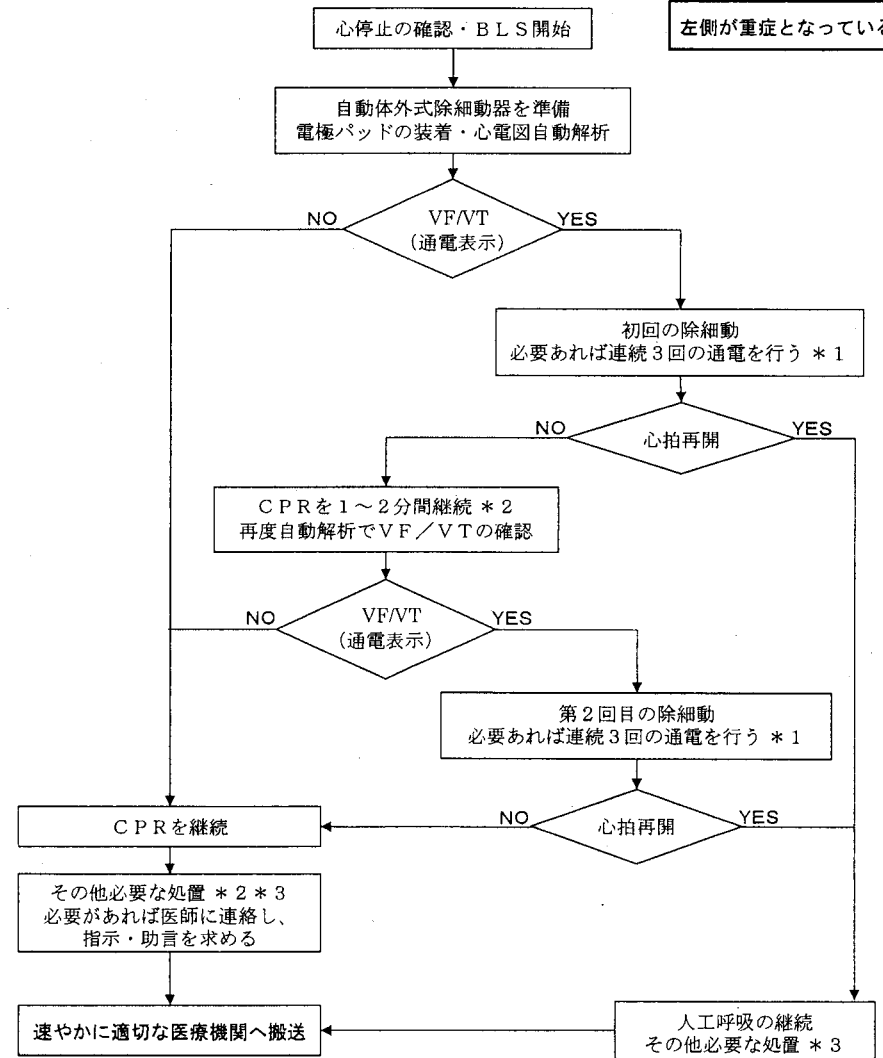 心停止の確認・BLS開始
左側が重症となっている
自動体外式除細動器を準備
電極パッドの装着・心電図自動解析
NO
VF/VT
(通電表示)
YES
初回の除細動
必要あれば連続3回の通電を行う *1
NO
心拍再開
YES
CPRを1~2分間継続 *2
再度自動解析でVF/VTの確認
NO
VF/VT
(通電表示)
YES
第2回目の除細動
必要あれば連続3回の通電を行う *1
CPRを継続
NO
心拍再開
YES
その他必要な処置 *2 *3
必要があれば医師に連絡し、
指示・助言を求める
速やかに適切な医療機関へ搬送
人工呼吸の継続
その他必要な処置 *3